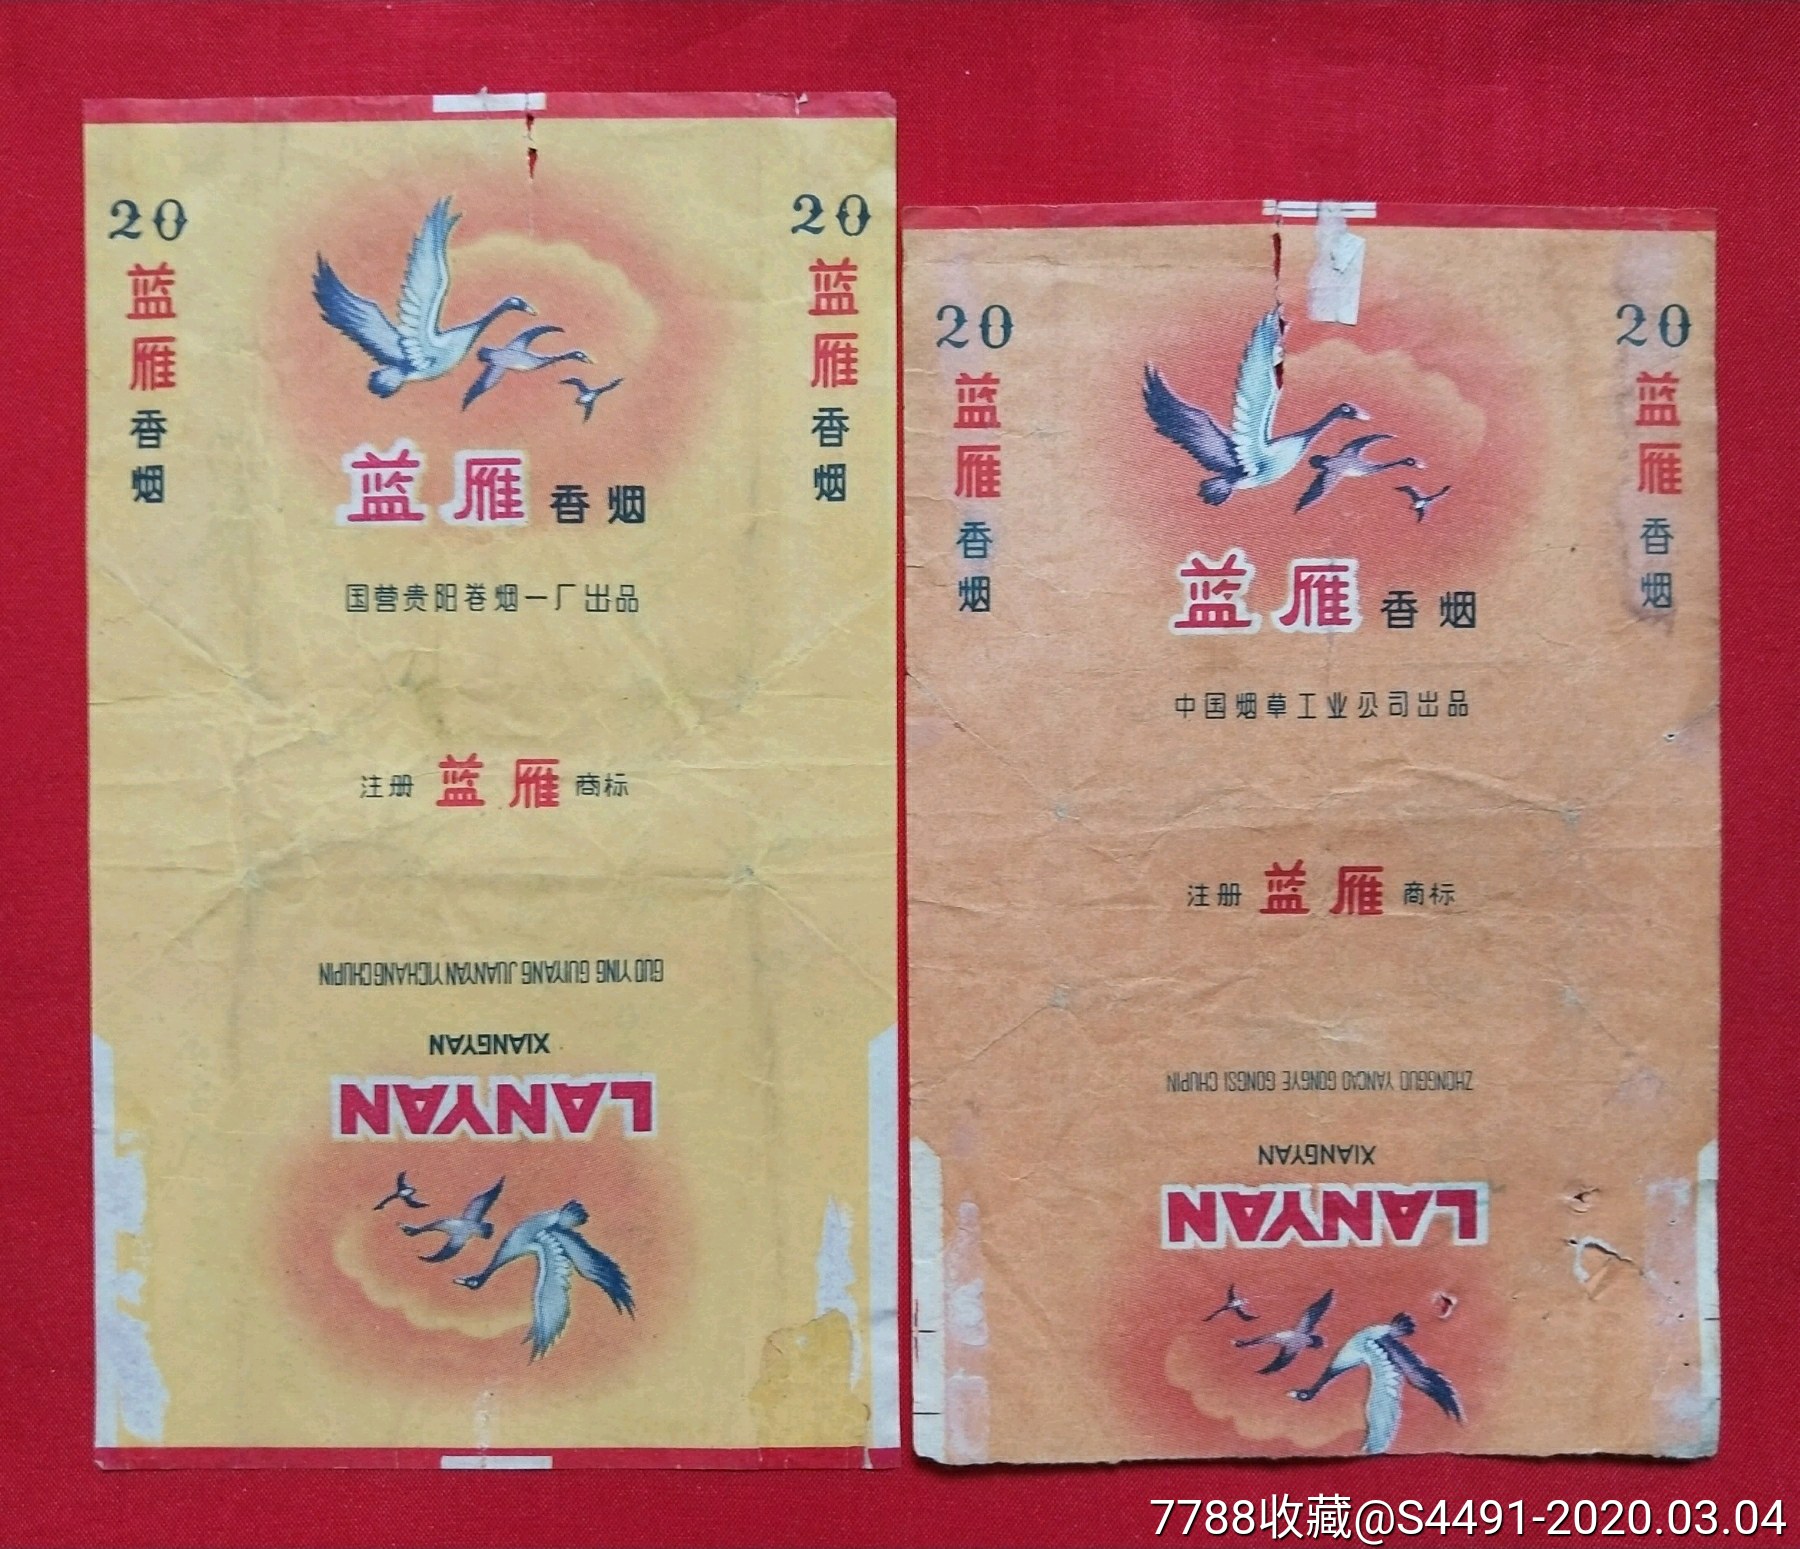 20
蓝雁香烟
20
蓝雁香烟
蓝雁香烟
国营贵阳卷烟一厂出品
注册 蓝雁 商标
GUO YING GUIYANG JUANYAN YICHANG CHUPIN
XIANGYAN
LANYAN
20
蓝雁香烟
20
蓝雁香烟
蓝雁香烟
中国烟草工业公司出品
注册 蓝雁 商标
ZHONGGUO YANCAO GONGYE GONGSI CHUPIN
XIANGYAN
LANYAN
7788收藏@S4491-2020.03.04